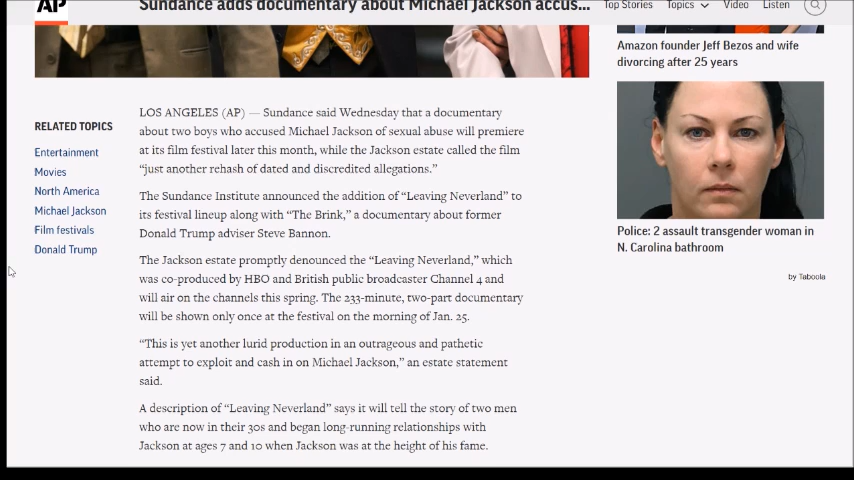 AP
Sundance adds documentary about Michael Jackson accus...
Top Stories
Topics
Video
Listen
RELATED TOPICS
Entertainment
Movies
North America
Michael Jackson
Film festivals
Donald Trump
LOS ANGELES (AP) — Sundance said Wednesday that a documentary
about two boys who accused Michael Jackson of sexual abuse will premiere
at its film festival later this month, while the Jackson estate called the film
“just another rehash of dated and discredited allegations.”
The Sundance Institute announced the addition of “Leaving Neverland” to
its festival lineup along with “The Brink,” a documentary about former
Donald Trump adviser Steve Bannon.
The Jackson estate promptly denounced the “Leaving Neverland,” which
was co-produced by HBO and British public broadcaster Channel 4 and
will air on the channels this spring. The 233-minute, two-part documentary
will be shown only once at the festival on the morning of Jan. 25.
“This is yet another lurid production in an outrageous and pathetic
attempt to exploit and cash in on Michael Jackson,” an estate statement
said.
A description of “Leaving Neverland” says it will tell the story of two men
who are now in their 30s and began long-running relationships with
Jackson at ages 7 and 10 when Jackson was at the height of his fame.
Amazon founder Jeff Bezos and wife
divorcing after 25 years
Police: 2 assault transgender woman in
N. Carolina bathroom
by Taboola